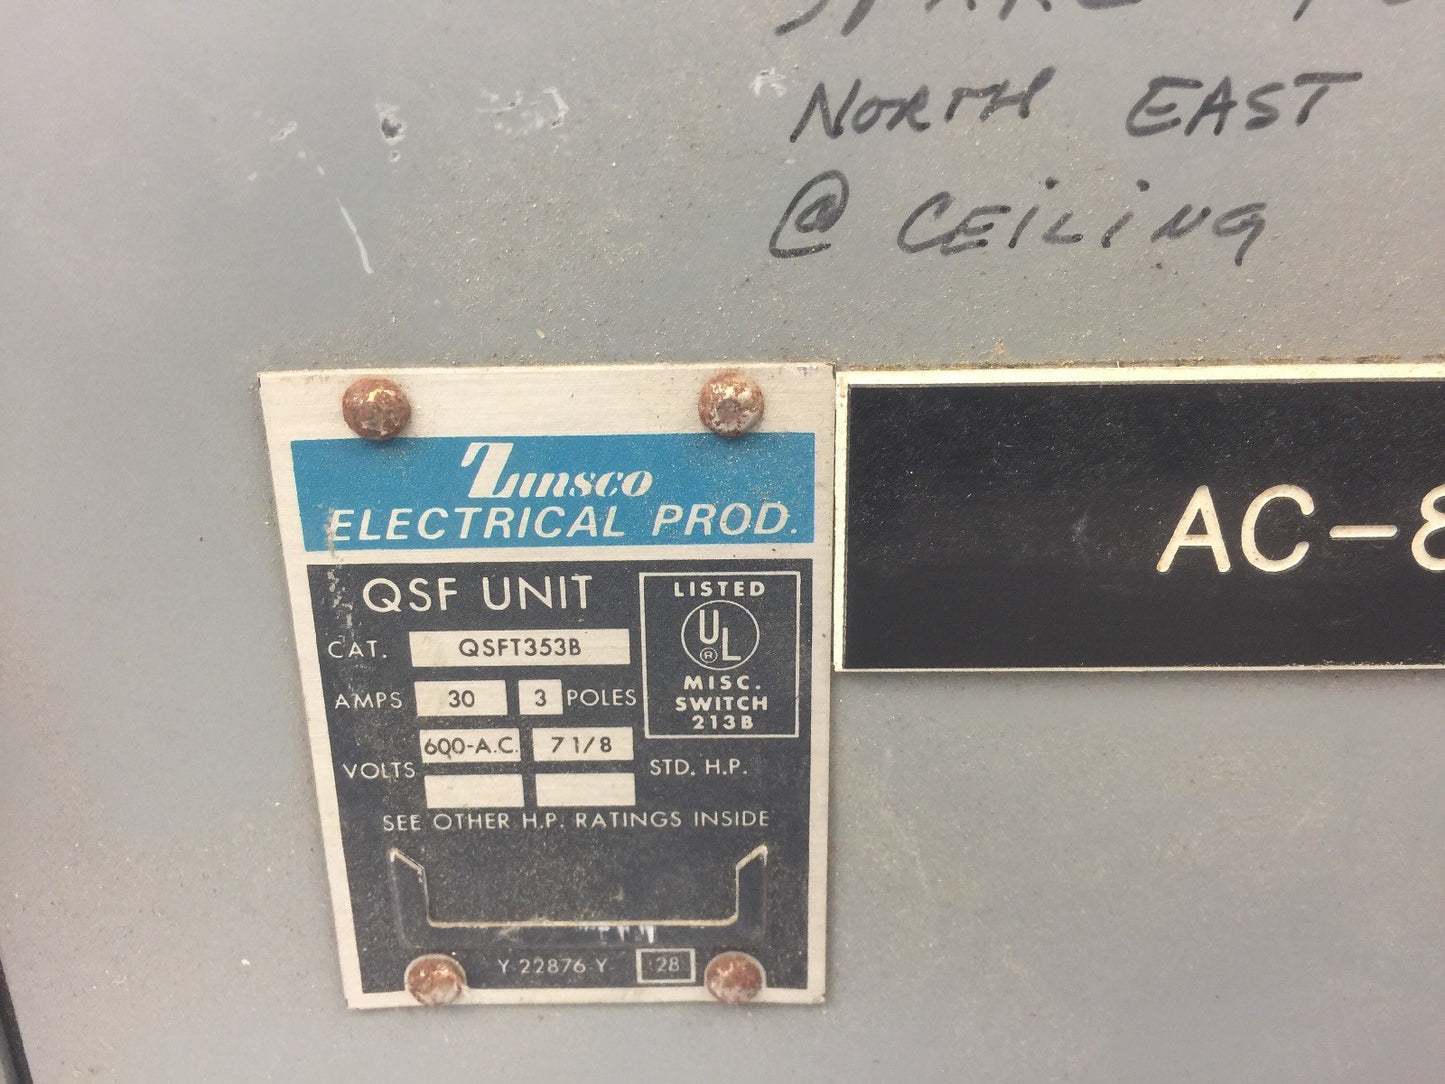 SPARE
NORTH EAST
@ CEILING
Zinsco
ELECTRICAL PROD.
QSF UNIT
CAT. QSFT353B
AMPS 30 3 POLES
600-A.C. 7 1/8
VOLTS STD. H.P.
SEE OTHER H.P. RATINGS INSIDE
Y-22876-Y 28
LISTED
UL ®
MISC.
SWITCH
213B
AC-8